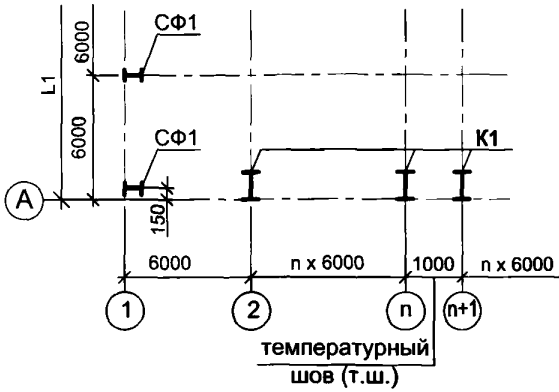 СФ1
6000
L1
6000
СФ1
К1
А
150
6000
n x 6000
1000
n x 6000
1
2
n
n+1
температурный
шов (т.ш.)